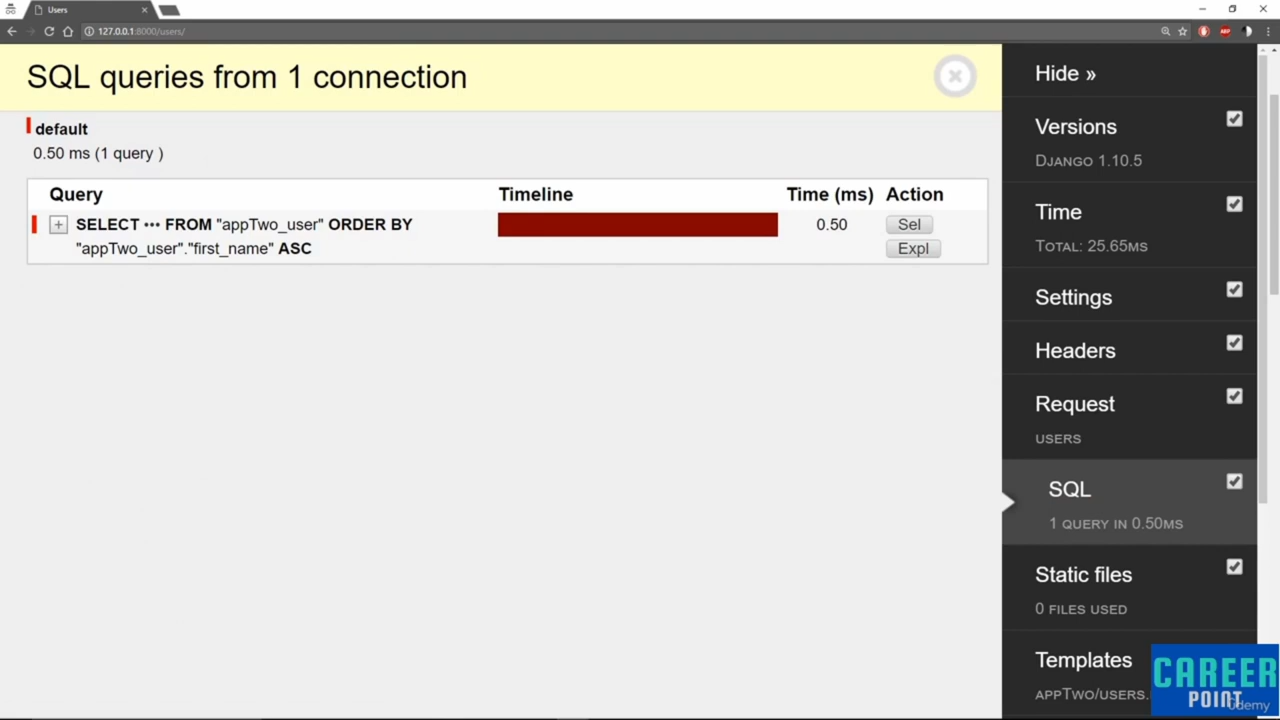 Users
127.0.0.1:8000/users/
SQL queries from 1 connection
default
0.50 ms (1 query )
Query Timeline Time (ms) Action
SELECT ••• FROM "appTwo_user" ORDER BY 0.50 Sel
"appTwo_user"."first_name" ASC Expl
Hide »
Versions
DJANGO 1.10.5
Time
TOTAL: 25.65MS
Settings
Headers
Request
USERS
SQL
1 QUERY IN 0.50MS
Static files
0 FILES USED
Templates
APPTWO/USERS.
CAREER
POINT
Udemy
ABP